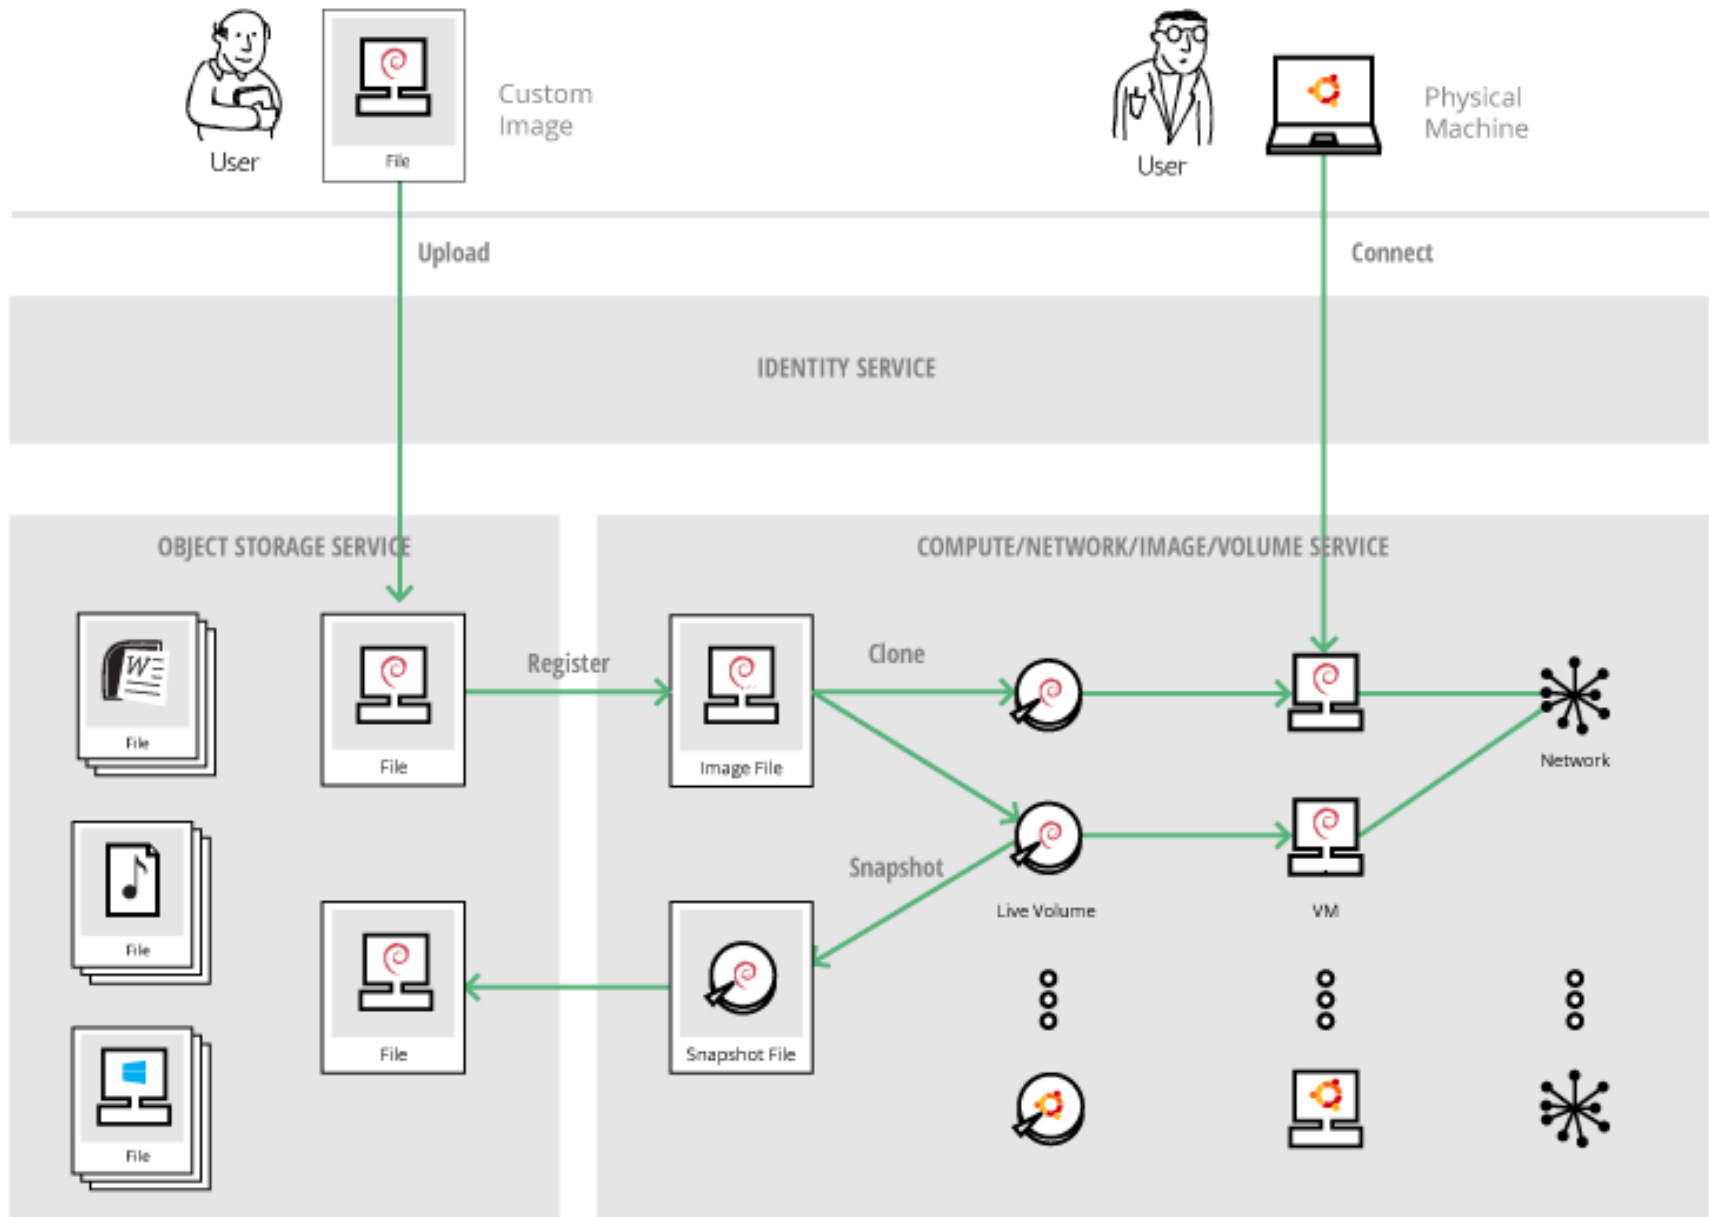 User
File
Custom
Image
User
Physical
Machine
Upload
Connect
IDENTITY SERVICE
OBJECT STORAGE SERVICE
COMPUTE/NETWORK/IMAGE/VOLUME SERVICE
W
File
File
Register
Image File
Clone
Network
File
Snapshot
Live Volume
VM
File
Snapshot File
File